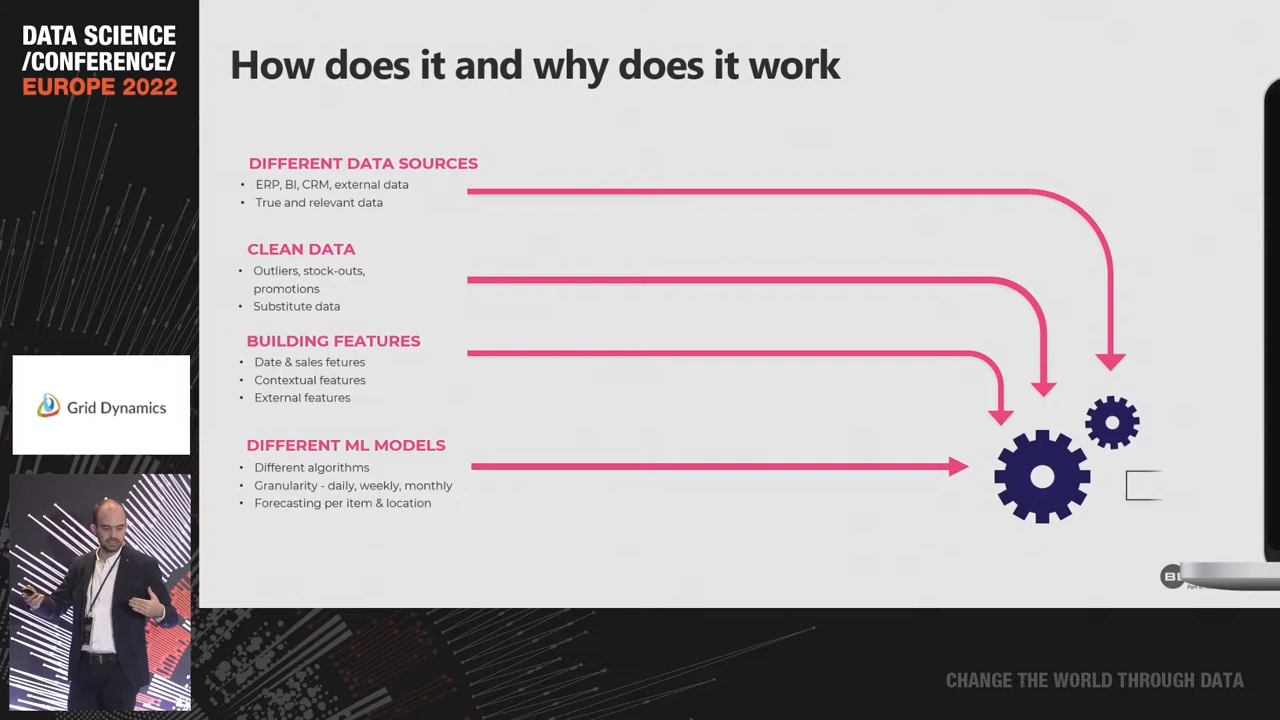 DATA SCIENCE
/CONFERENCE/
EUROPE 2022
How does it and why does it work
DIFFERENT DATA SOURCES
• ERP, BI, CRM, external data
• True and relevant data
CLEAN DATA
• Outliers, stock-outs,
promotions
• Substitute data
BUILDING FEATURES
• Date & sales fetures
• Contextual features
• External features
DIFFERENT ML MODELS
• Different algorithms
• Granularity - daily, weekly, monthly
• Forecasting per item & location
Grid Dynamics
CHANGE THE WORLD THROUGH DATA